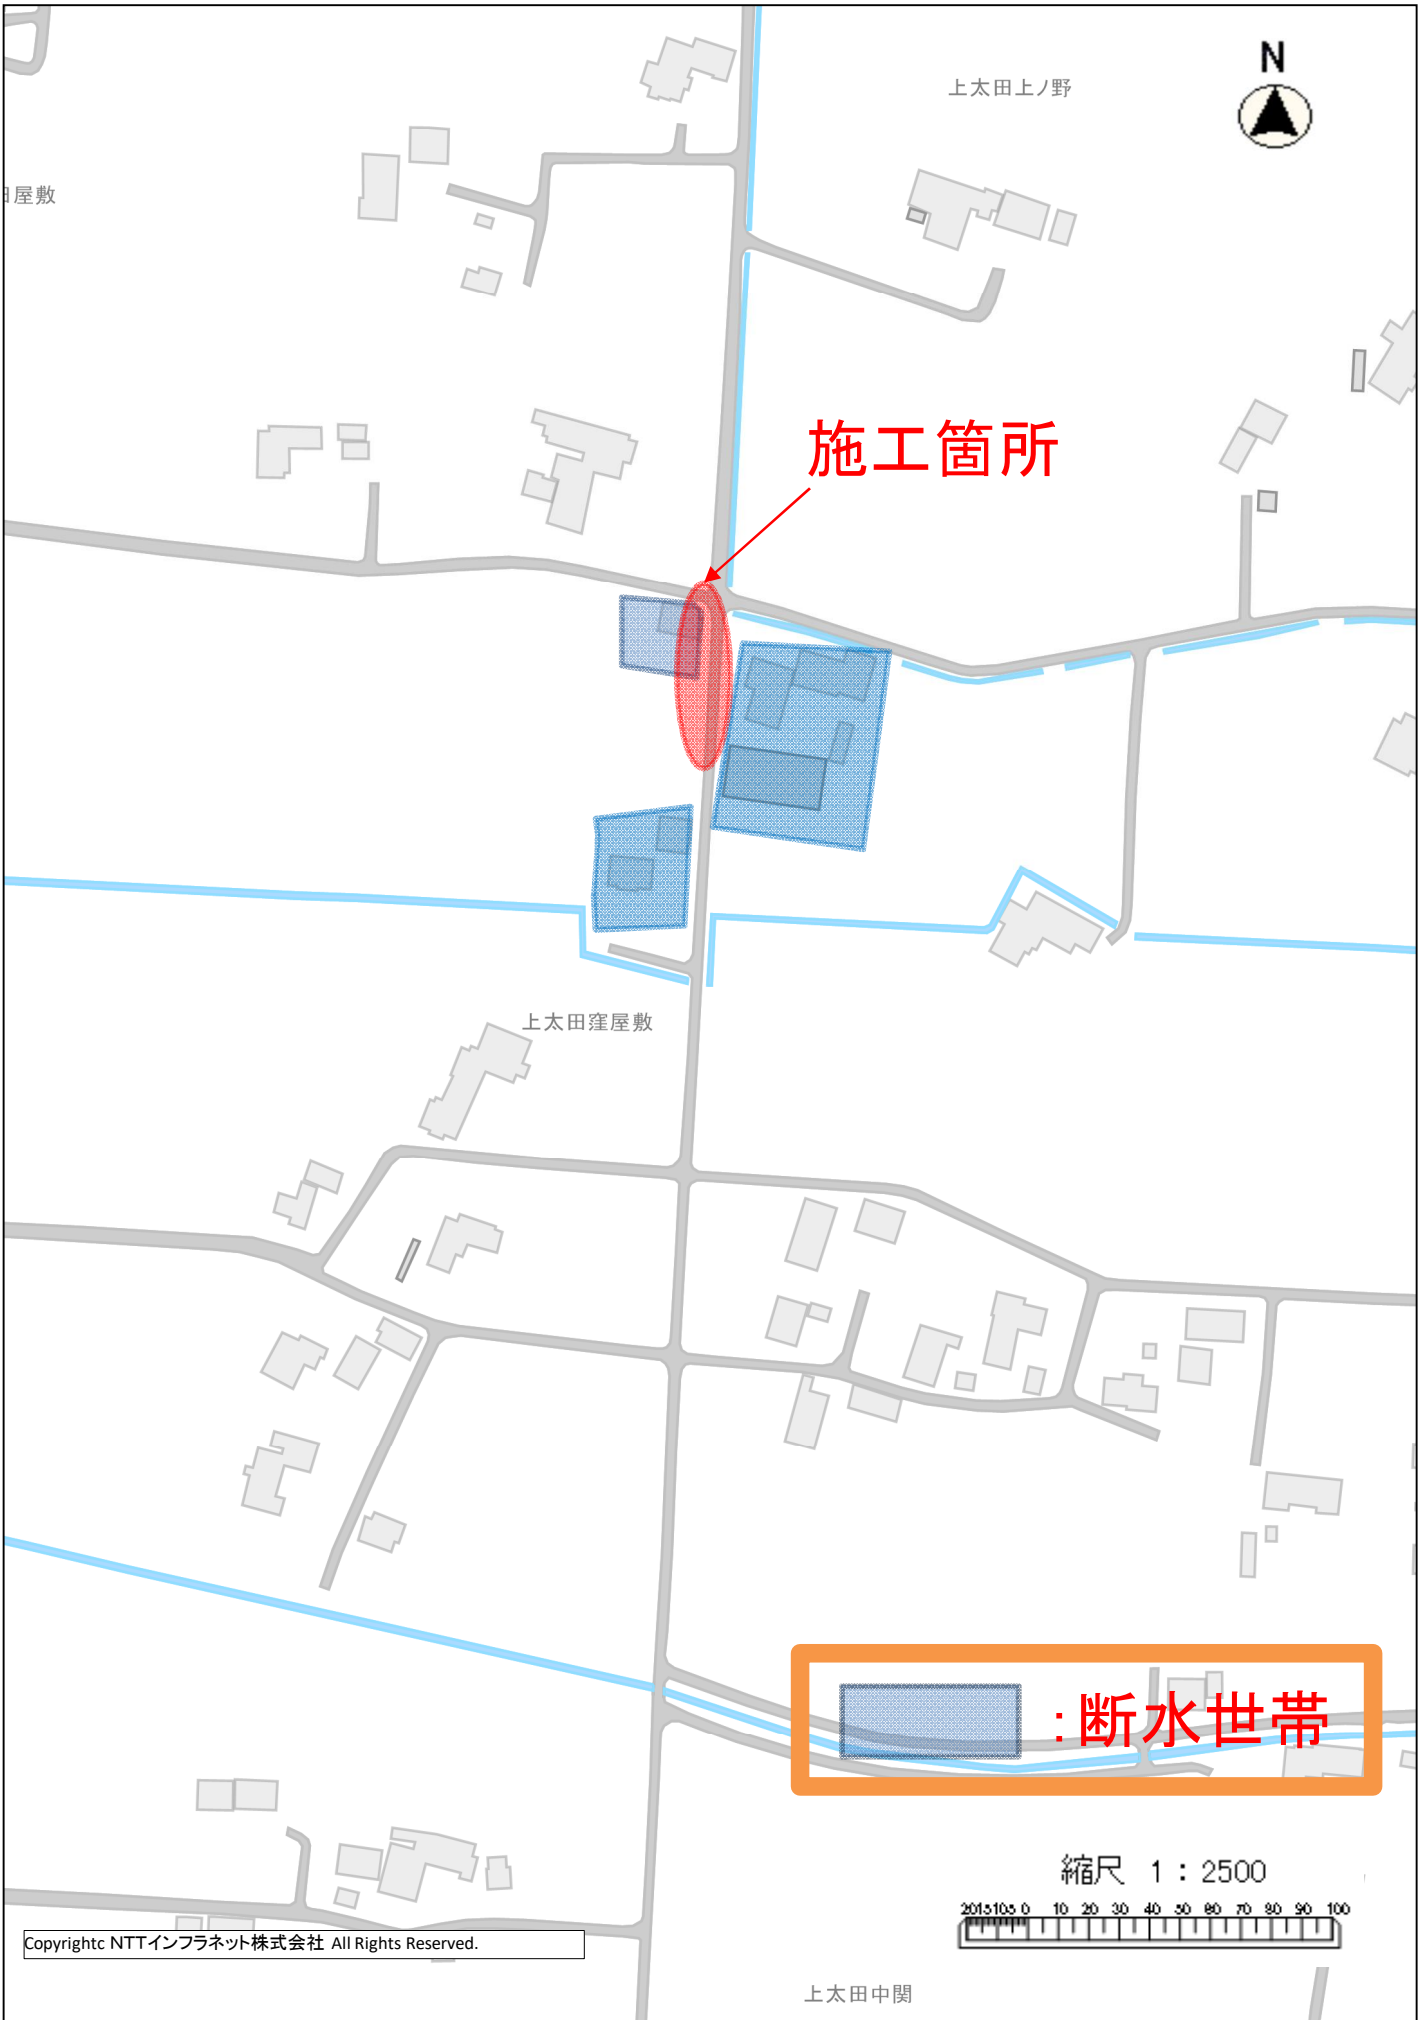 N
上太田上ノ野
屋敷
施工箇所
上太田窪屋敷
:断水世帯
縮尺 1:2500
2015105 0 10 20 30 40 50 60 70 80 90 100
Copyrightc NTTインフラネット株式会社 All Rights Reserved.
上太田中関